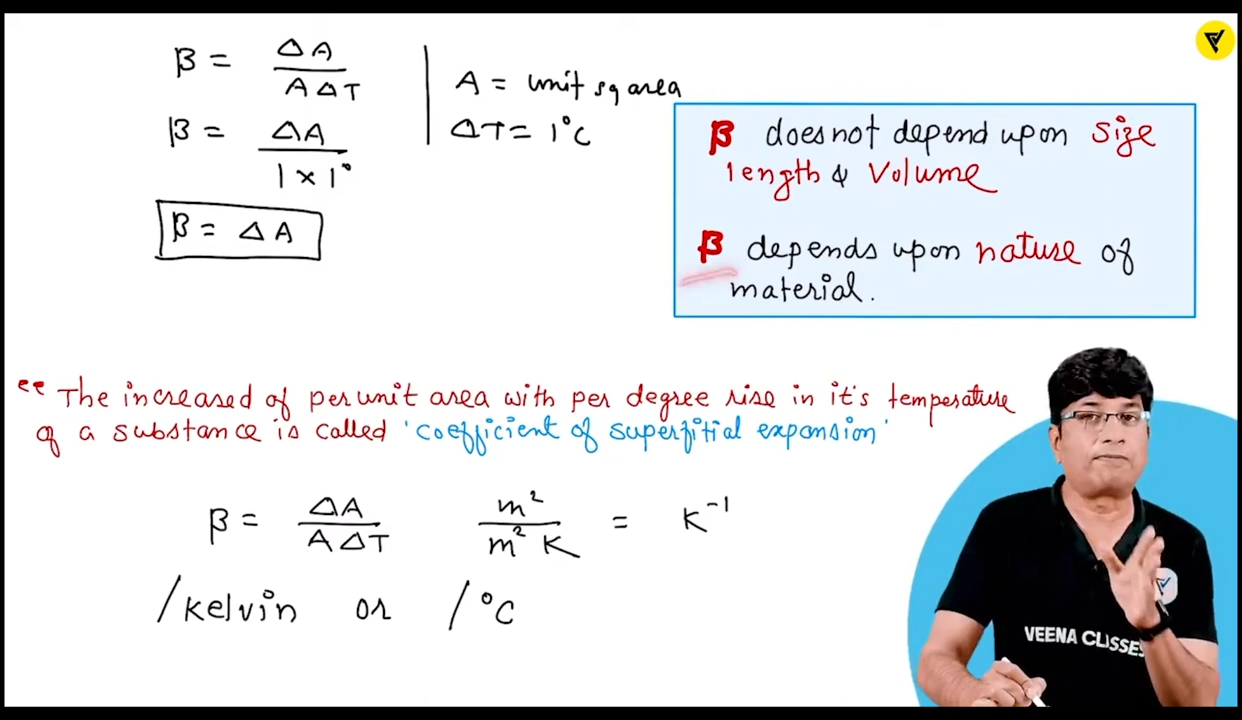 β = ΔA / A ΔT
A = unit sq area
ΔT = 1°C
β = ΔA / 1 × 1°
β = ΔA
β does not depend upon size
length & volume
β depends upon nature of
material.
“ The increased of per unit area with per degree rise in it's temperature
of a substance is called 'coefficient of superfitial expansion'
β = ΔA / A ΔT m² / m² K = K⁻¹
/Kelvin or / °C
VEENA CLASSES